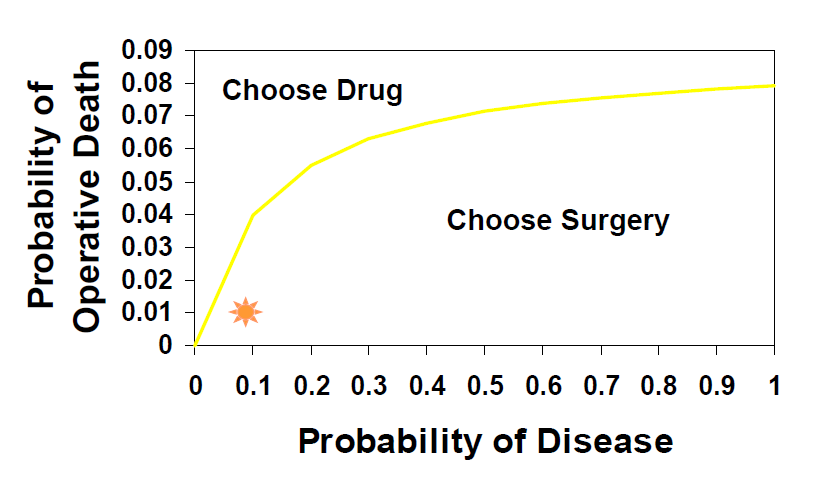 Probability of
Operative Death
0.09
0.08
0.07
0.06
0.05
0.04
0.03
0.02
0.01
0
Choose Drug
Choose Surgery
0 0.1 0.2 0.3 0.4 0.5 0.6 0.7 0.8 0.9 1
Probability of Disease